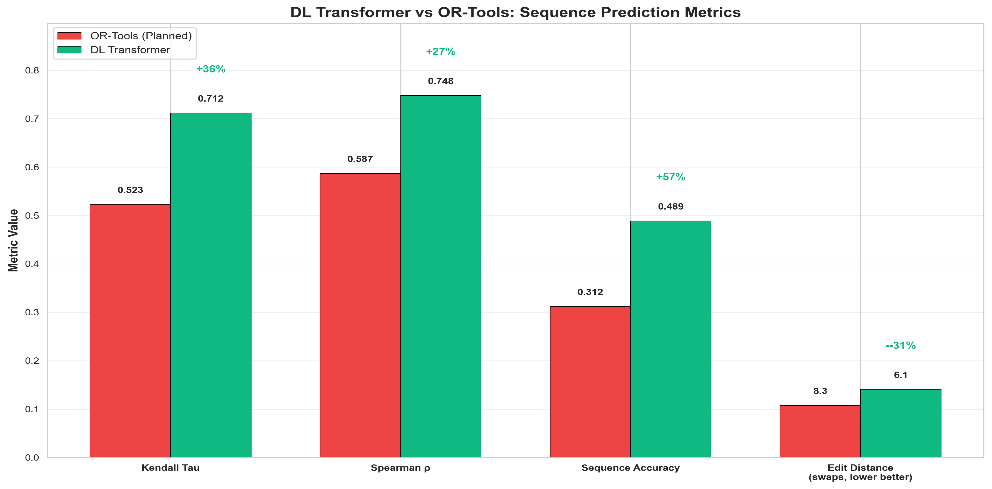 DL Transformer vs OR-Tools: Sequence Prediction Metrics
OR-Tools (Planned)
DL Transformer
Metric Value
0.8
0.7
0.6
0.5
0.4
0.3
0.2
0.1
0.0
+36%
0.712
0.523
+27%
0.748
0.587
+57%
0.489
0.312
--31%
6.1
8.3
Kendall Tau
Spearman ρ
Sequence Accuracy
Edit Distance
(swaps, lower better)